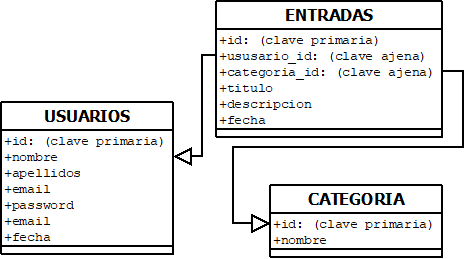 ENTRADAS
+id: (clave primaria)
+ususario_id: (clave ajena)
+categoria_id: (clave ajena)
+titulo
+descripcion
+fecha
USUARIOS
+id: (clave primaria)
+nombre
+apellidos
+email
+password
+email
+fecha
CATEGORIA
+id: (clave primaria)
+nombre